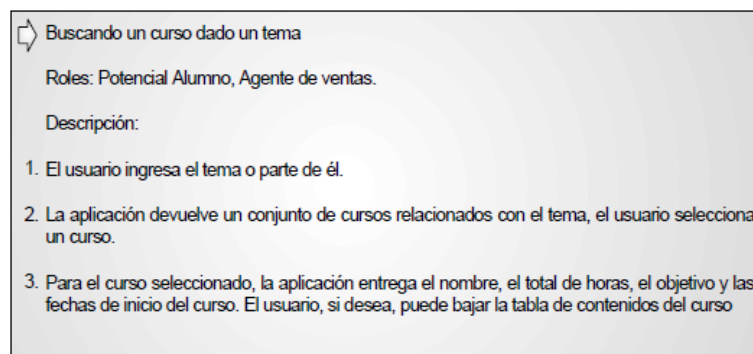 Buscando un curso dado un tema
Roles: Potencial Alumno, Agente de ventas.
Descripción:
1. El usuario ingresa el tema o parte de él.
2. La aplicación devuelve un conjunto de cursos relacionados con el tema, el usuario selecciona
un curso.
3. Para el curso seleccionado, la aplicación entrega el nombre, el total de horas, el objetivo y las
fechas de inicio del curso. El usuario, si desea, puede bajar la tabla de contenidos del curso